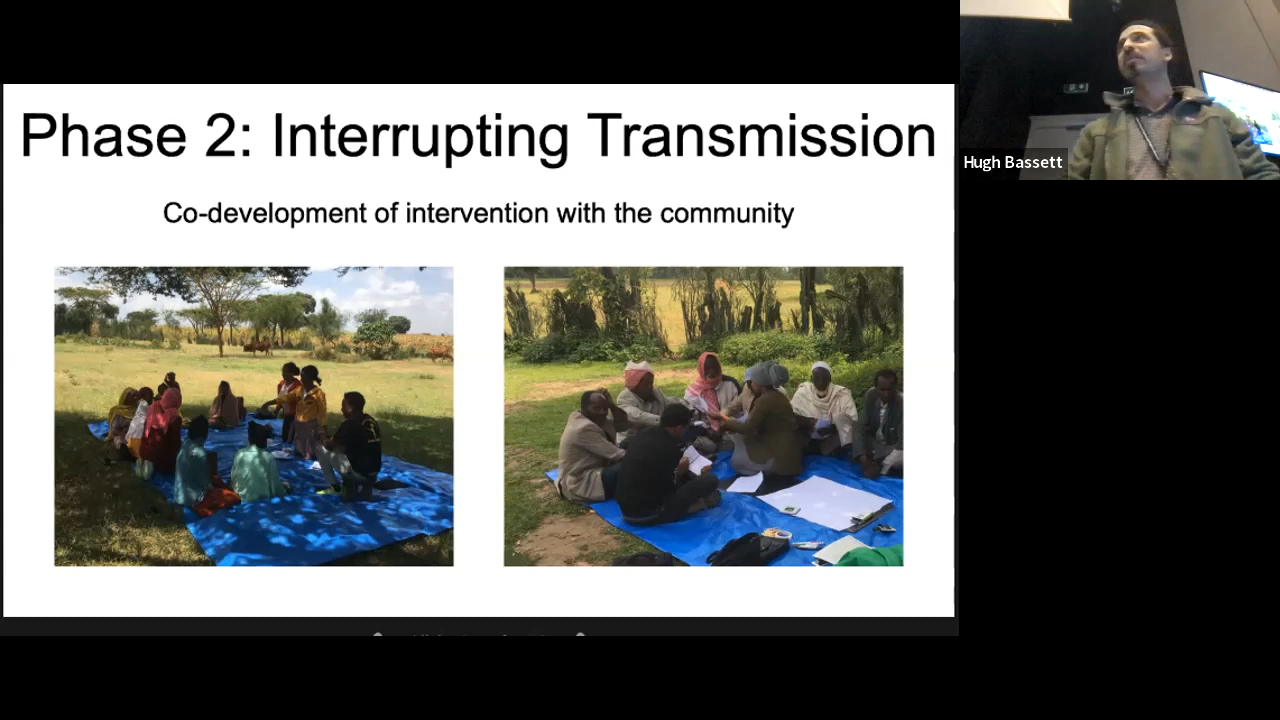 Phase 2: Interrupting Transmission
Co-development of intervention with the community
Hugh Bassett